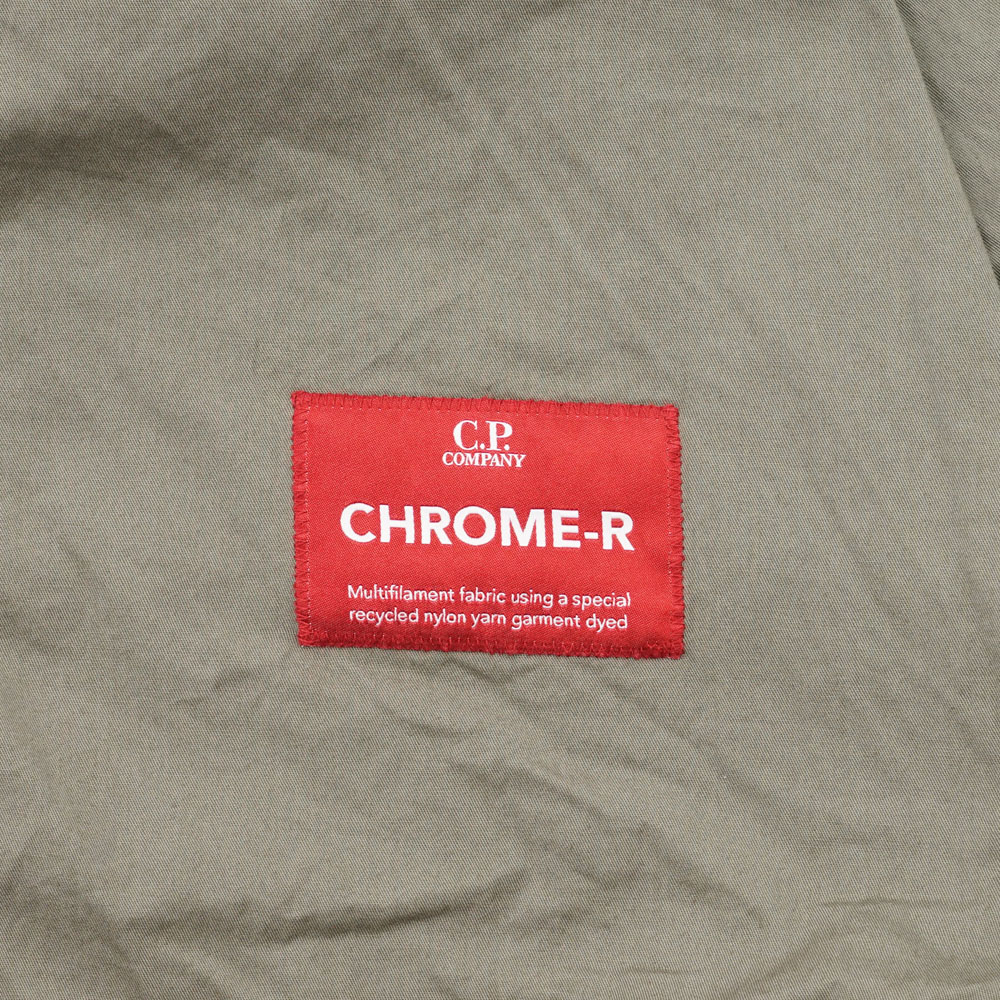 C.P.
COMPANY
CHROME-R
Multifilament fabric using a special
recycled nylon yarn garment dyed